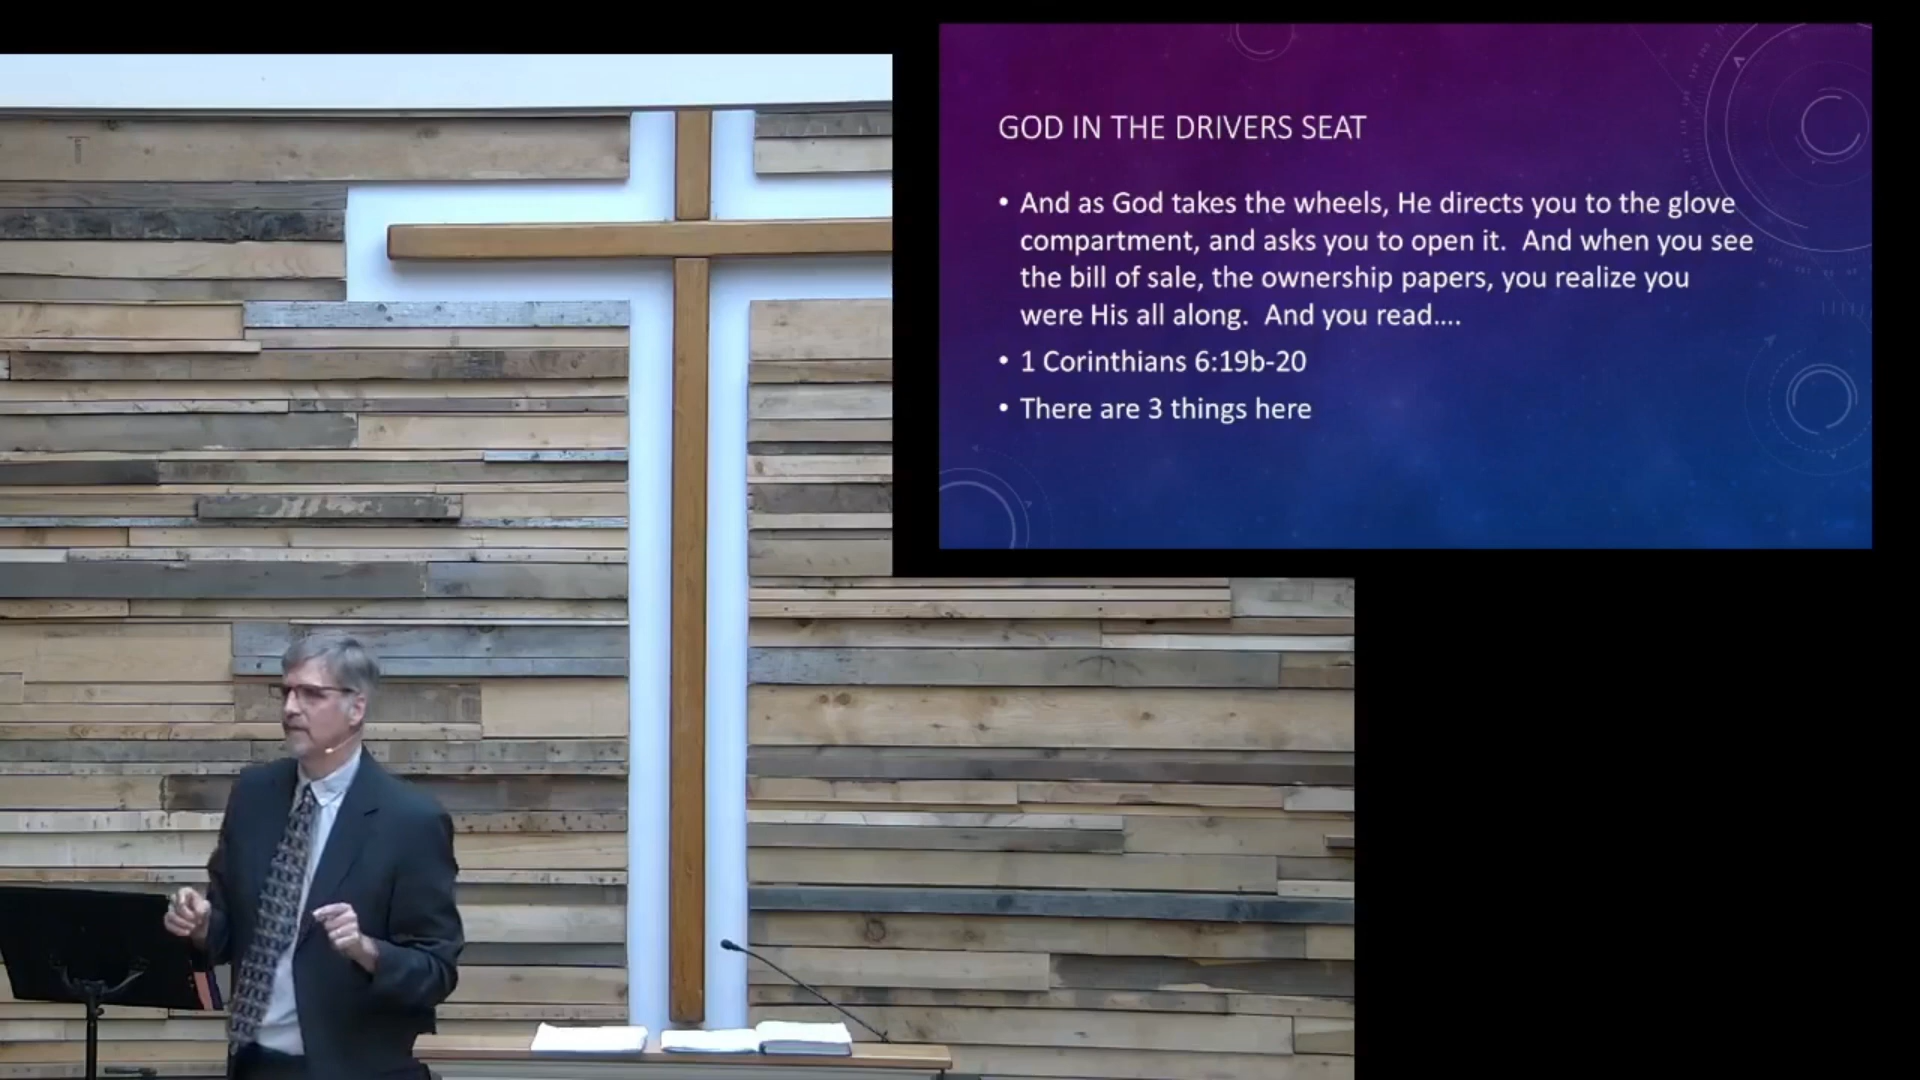 GOD IN THE DRIVERS SEAT
• And as God takes the wheels, He directs you to the glove
compartment, and asks you to open it.  And when you see
the bill of sale, the ownership papers, you realize you
were His all along.  And you read....
• 1 Corinthians 6:19b-20
• There are 3 things here